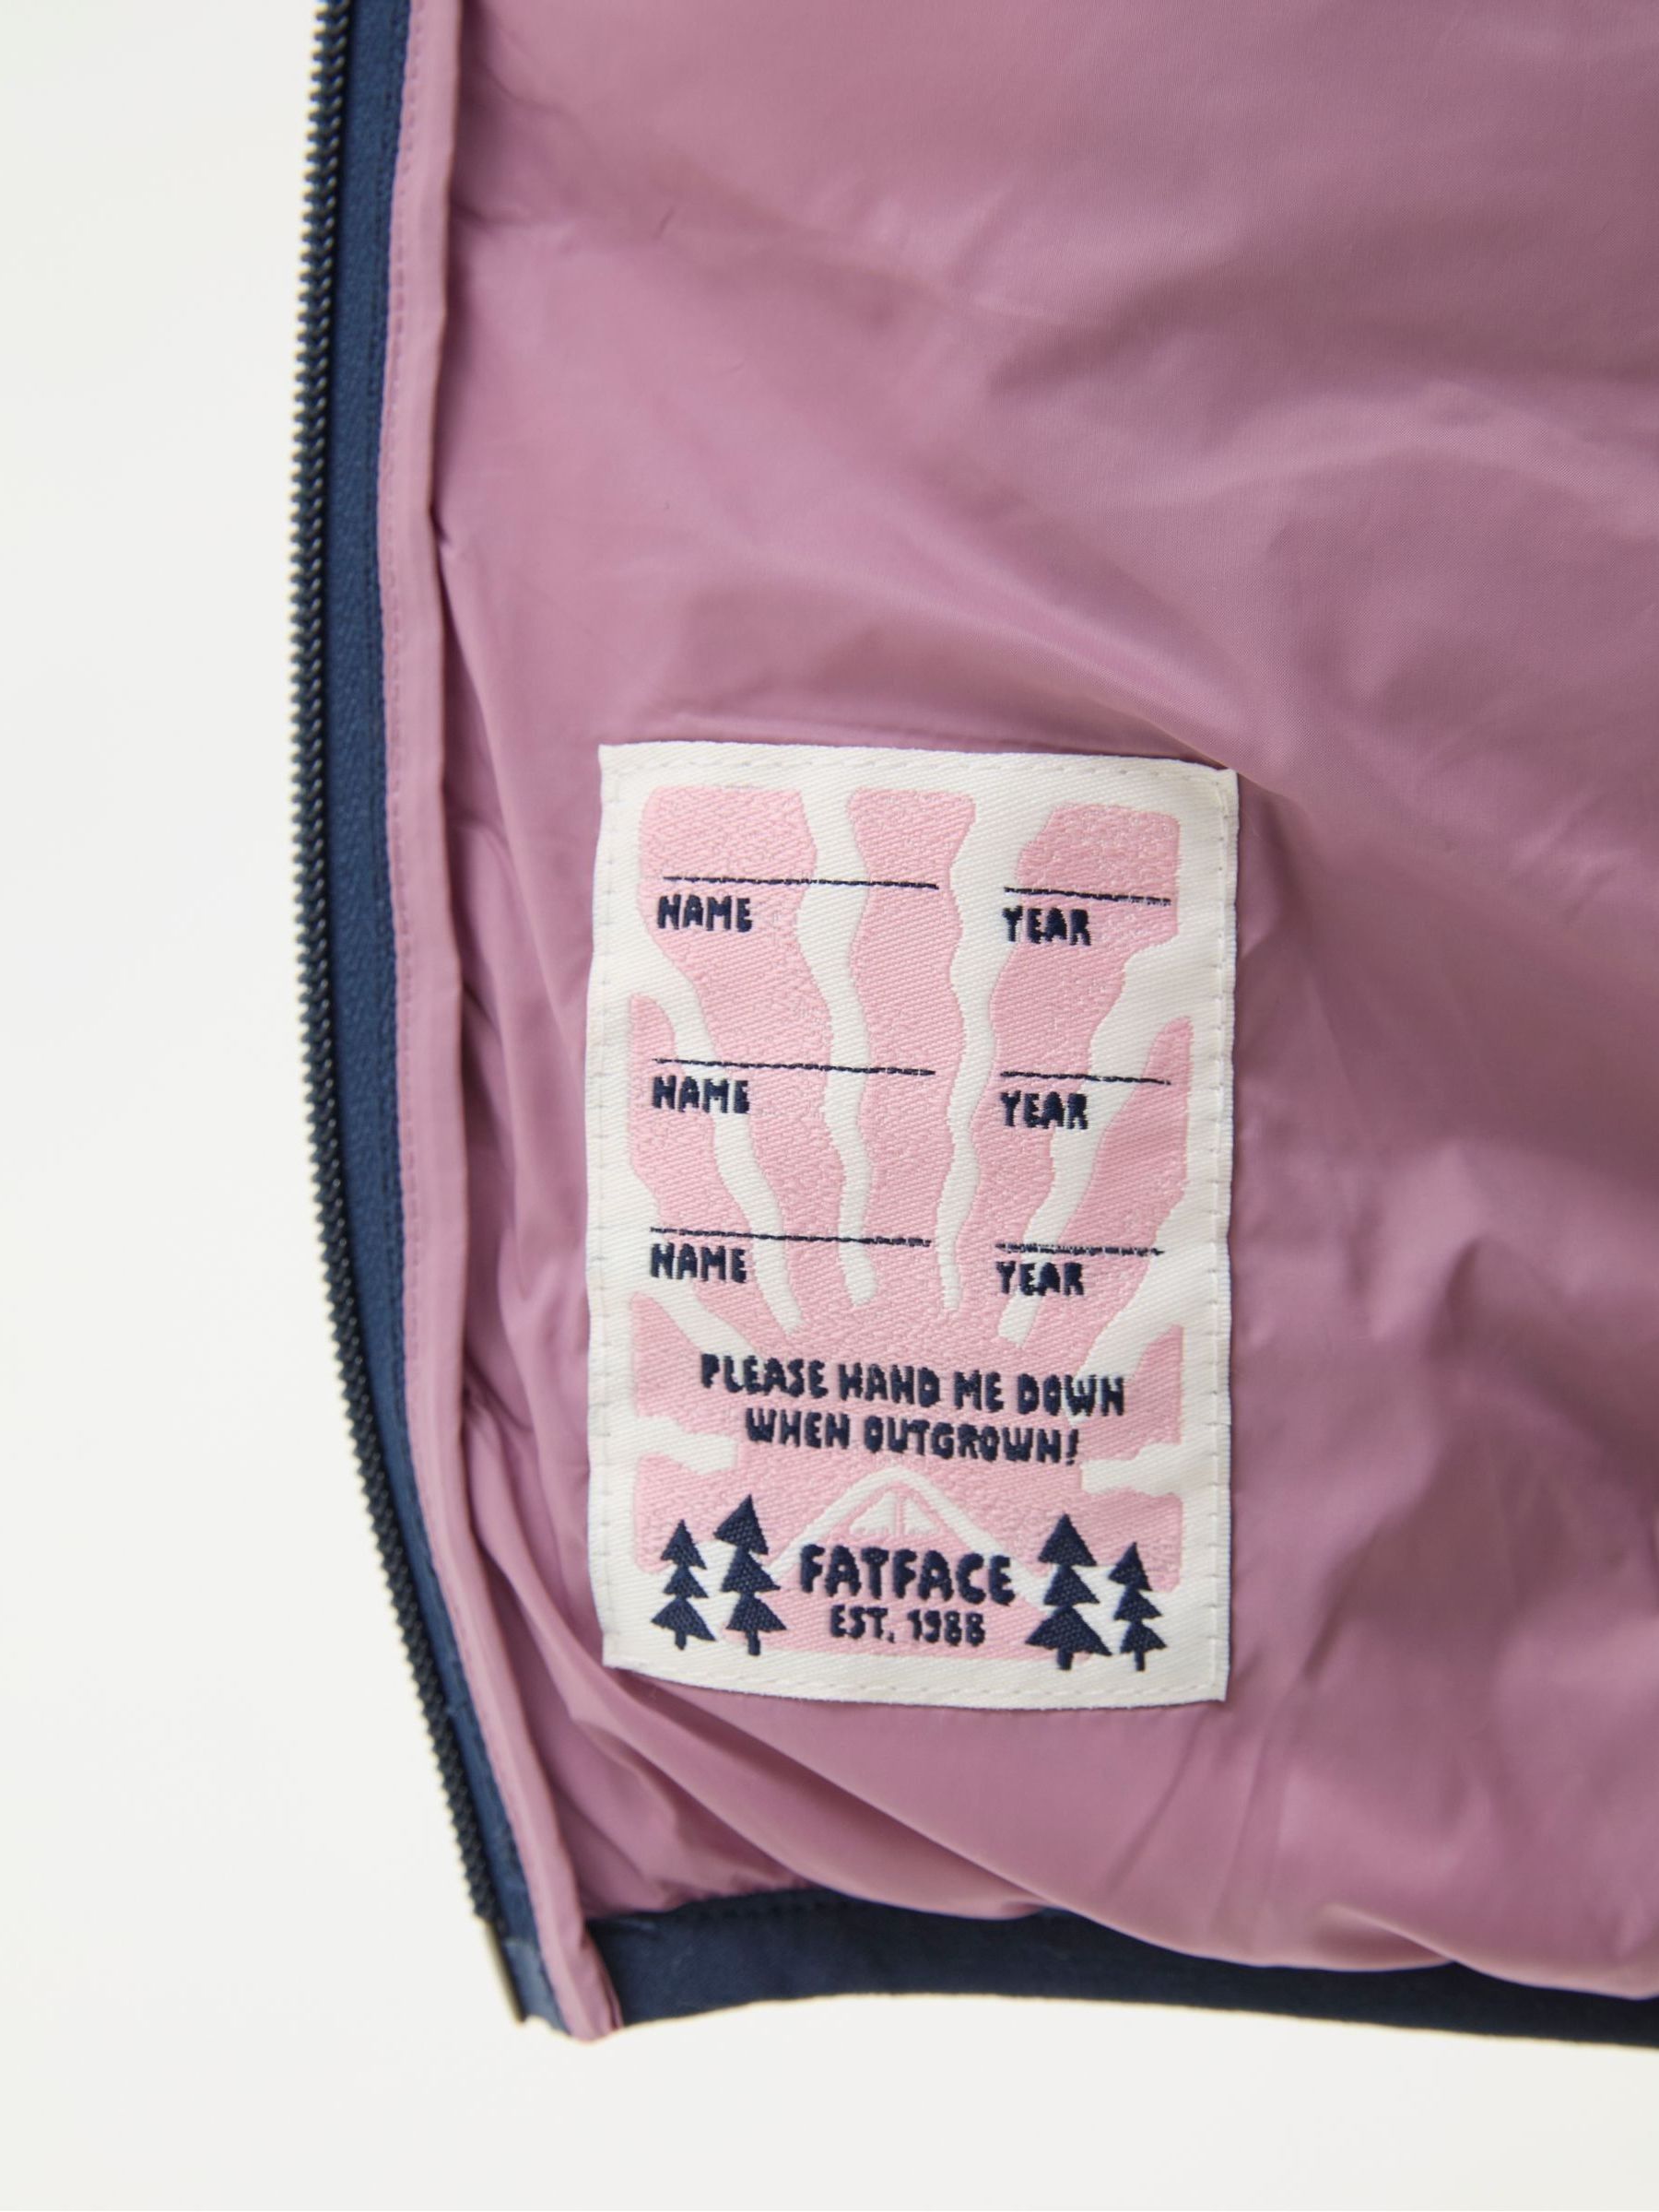 NAME YEAR
NAME YEAR
NAME YEAR
PLEASE HAND ME DOWN
WHEN OUTGROWN!
FATFACE
EST. 1988